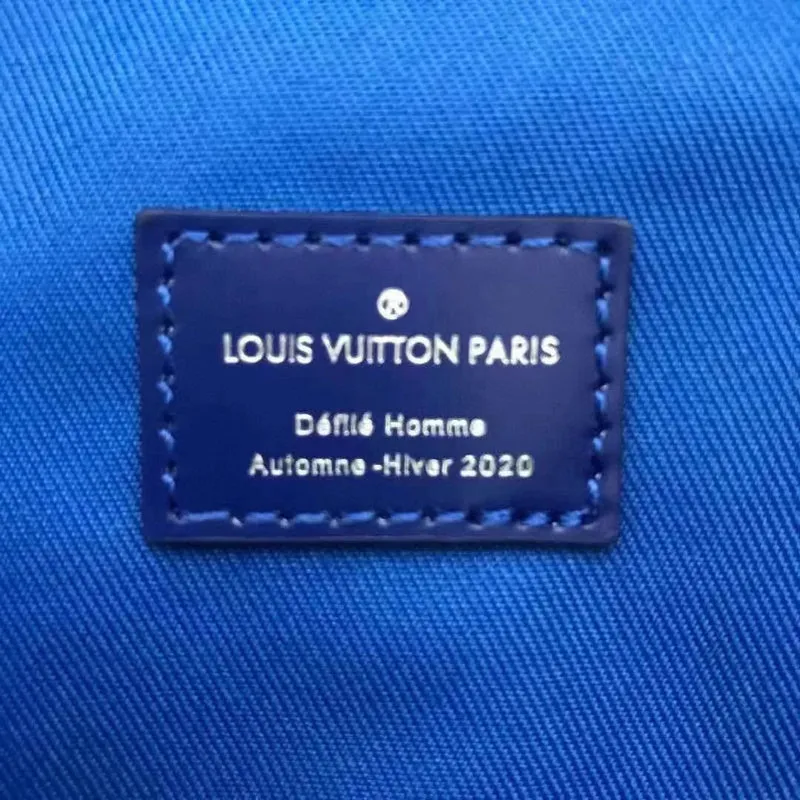 LOUIS VUITTON PARIS
Défilé Homme
Automne-Hiver 2020